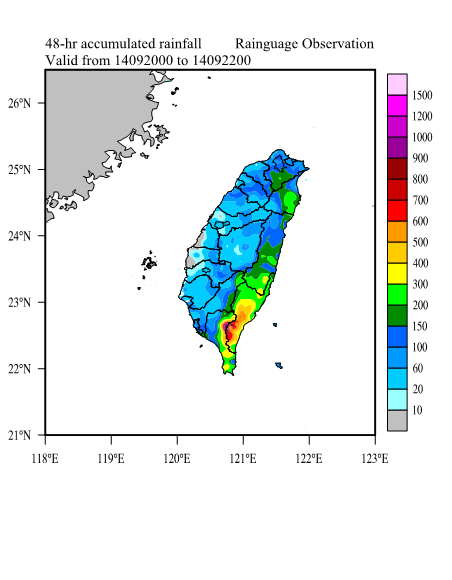 48-hr accumulated rainfall Rainguage Observation
Valid from 14092000 to 14092200
26°N
25°N
24°N
23°N
22°N
21°N
118°E 119°E 120°E 121°E 122°E 123°E
1500
1200
1000
900
800
700
600
500
400
300
200
150
100
60
20
10